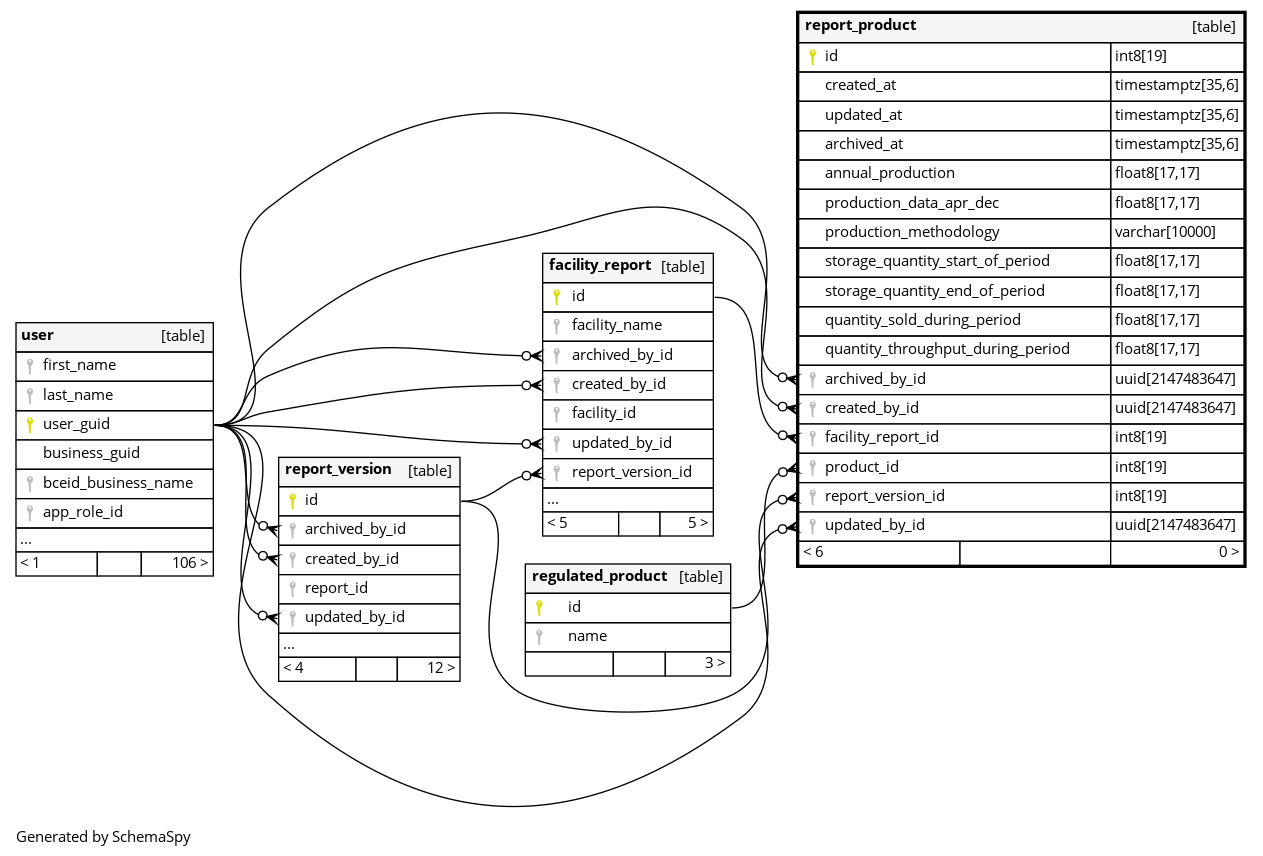 report_product [table]
id int8[19]
created_at timestamptz[35,6]
updated_at timestamptz[35,6]
archived_at timestamptz[35,6]
annual_production float8[17,17]
production_data_apr_dec float8[17,17]
production_methodology varchar[10000]
storage_quantity_start_of_period float8[17,17]
storage_quantity_end_of_period float8[17,17]
quantity_sold_during_period float8[17,17]
quantity_throughput_during_period float8[17,17]
archived_by_id uuid[2147483647]
created_by_id uuid[2147483647]
facility_report_id int8[19]
product_id int8[19]
report_version_id int8[19]
updated_by_id uuid[2147483647]
< 6 0 >
facility_report [table]
id
facility_name
archived_by_id
created_by_id
facility_id
updated_by_id
report_version_id
...
< 5 5 >
user [table]
first_name
last_name
user_guid
business_guid
bceid_business_name
app_role_id
...
< 1 106 >
report_version [table]
id
archived_by_id
created_by_id
report_id
updated_by_id
...
< 4 12 >
regulated_product [table]
id
name
3 >
Generated by SchemaSpy